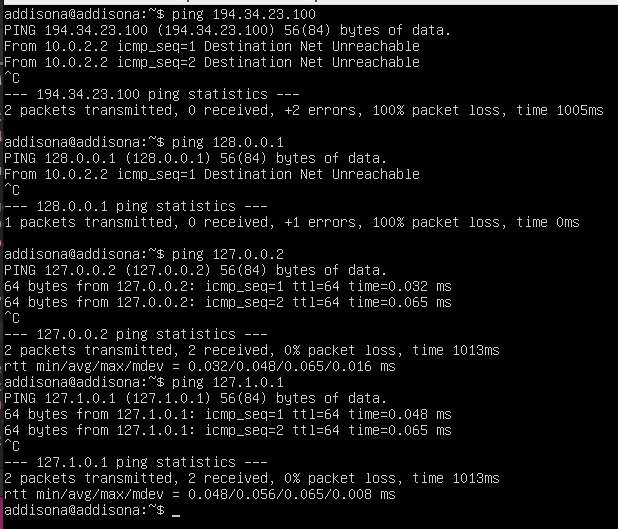 addisona@addisona:~$ ping 194.34.23.100
PING 194.34.23.100 (194.34.23.100) 56(84) bytes of data.
From 10.0.2.2 icmp_seq=1 Destination Net Unreachable
From 10.0.2.2 icmp_seq=2 Destination Net Unreachable
^C
--- 194.34.23.100 ping statistics ---
2 packets transmitted, 0 received, +2 errors, 100% packet loss, time 1005ms
addisona@addisona:~$ ping 128.0.0.1
PING 128.0.0.1 (128.0.0.1) 56(84) bytes of data.
From 10.0.2.2 icmp_seq=1 Destination Net Unreachable
^C
--- 128.0.0.1 ping statistics ---
1 packets transmitted, 0 received, +1 errors, 100% packet loss, time 0ms
addisona@addisona:~$ ping 127.0.0.2
PING 127.0.0.2 (127.0.0.2) 56(84) bytes of data.
64 bytes from 127.0.0.2: icmp_seq=1 ttl=64 time=0.032 ms
64 bytes from 127.0.0.2: icmp_seq=2 ttl=64 time=0.065 ms
^C
--- 127.0.0.2 ping statistics ---
2 packets transmitted, 2 received, 0% packet loss, time 1013ms
rtt min/avg/max/mdev = 0.032/0.048/0.065/0.016 ms
addisona@addisona:~$ ping 127.1.0.1
PING 127.1.0.1 (127.1.0.1) 56(84) bytes of data.
64 bytes from 127.1.0.1: icmp_seq=1 ttl=64 time=0.048 ms
64 bytes from 127.1.0.1: icmp_seq=2 ttl=64 time=0.065 ms
^C
--- 127.1.0.1 ping statistics ---
2 packets transmitted, 2 received, 0% packet loss, time 1013ms
rtt min/avg/max/mdev = 0.048/0.056/0.065/0.008 ms
addisona@addisona:~$ _